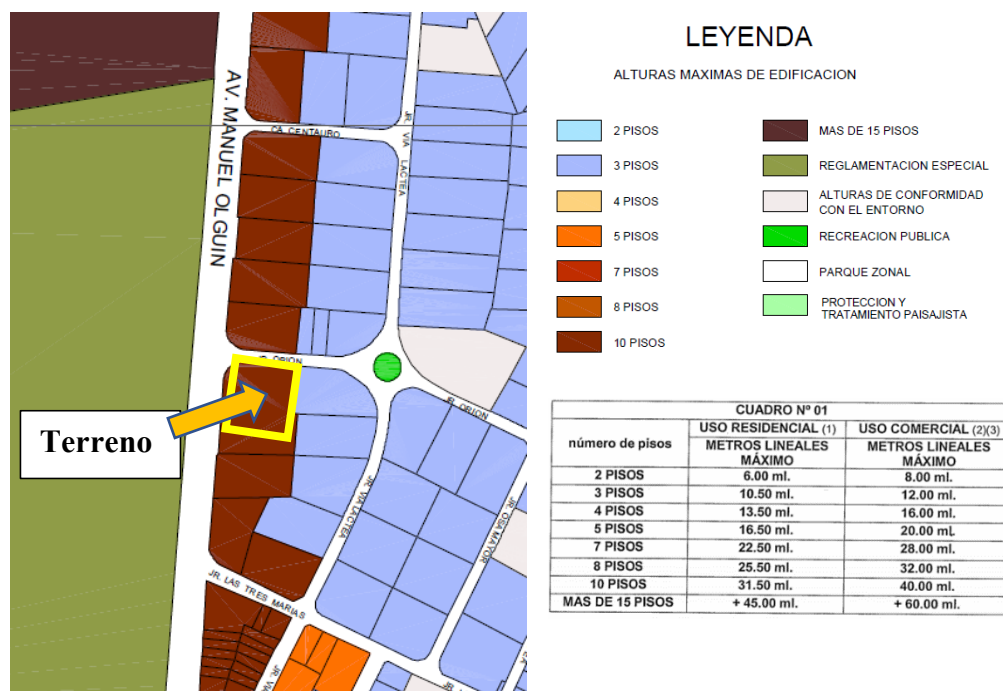 AV. MANUEL OLGUIN
CA. CENTAURO
JR. VIA LACTEA
JR. ORION
JR. ORION
Terreno
JR. VIA LACTEA
JR. OSA MAYOR
JR. LAS TRES MARIAS
JR. VIA
LEYENDA
ALTURAS MAXIMAS DE EDIFICACION
2 PISOS
3 PISOS
4 PISOS
5 PISOS
7 PISOS
8 PISOS
10 PISOS
MAS DE 15 PISOS
REGLAMENTACION ESPECIAL
ALTURAS DE CONFORMIDAD
CON EL ENTORNO
RECREACION PUBLICA
PARQUE ZONAL
PROTECCION Y
TRATAMIENTO PAISAJISTA
CUADRO Nº 01
número de pisos USO RESIDENCIAL (1) USO COMERCIAL (2)(3)
METROS LINEALES METROS LINEALES
MÁXIMO MÁXIMO
2 PISOS 6.00 ml. 8.00 ml.
3 PISOS 10.50 ml. 12.00 ml.
4 PISOS 13.50 ml. 16.00 ml.
5 PISOS 16.50 ml. 20.00 ml.
7 PISOS 22.50 ml. 28.00 ml.
8 PISOS 25.50 ml. 32.00 ml.
10 PISOS 31.50 ml. 40.00 ml.
MAS DE 15 PISOS + 45.00 ml. + 60.00 ml.